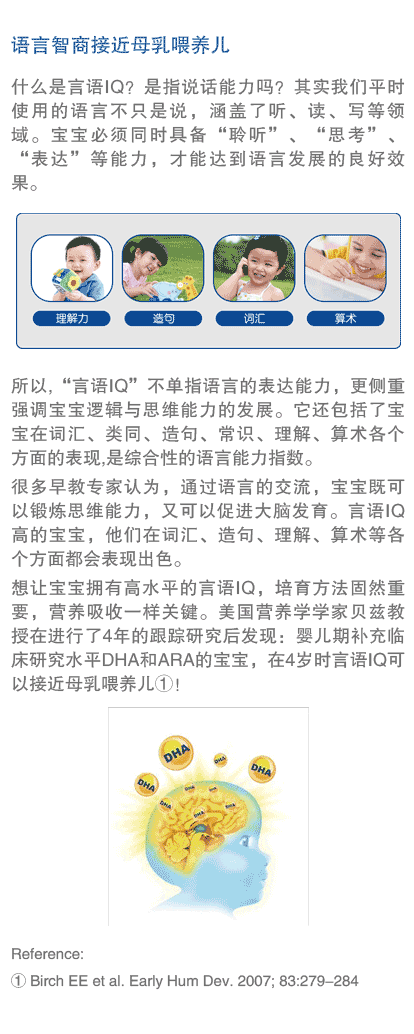 语言智商接近母乳喂养儿
什么是言语IQ？是指说话能力吗？其实我们平时
使用的语言不只是说，涵盖了听、读、写等领
域。宝宝必须同时具备“聆听”、“思考”、
“表达”等能力，才能达到语言发展的良好效
果。
理解力 造句 词汇 算术
所以,“言语IQ”不单指语言的表达能力，更侧重
强调宝宝逻辑与思维能力的发展。它还包括了宝
宝在词汇、类同、造句、常识、理解、算术各个
方面的表现,是综合性的语言能力指数。
很多早教专家认为，通过语言的交流，宝宝既可
以锻炼思维能力，又可以促进大脑发育。言语IQ
高的宝宝，他们在词汇、造句、理解、算术等各
个方面都会表现出色。
想让宝宝拥有高水平的言语IQ，培育方法固然重
要，营养吸收一样关键。美国营养学学家贝兹教
授在进行了4年的跟踪研究后发现：婴儿期补充临
床研究水平DHA和ARA的宝宝，在4岁时言语IQ可
以接近母乳喂养儿①！
DHA
DHA
DHA
DHA
DHA
DHA
DHA
DHA
DHA
Reference:
① Birch EE et al. Early Hum Dev. 2007; 83:279–284